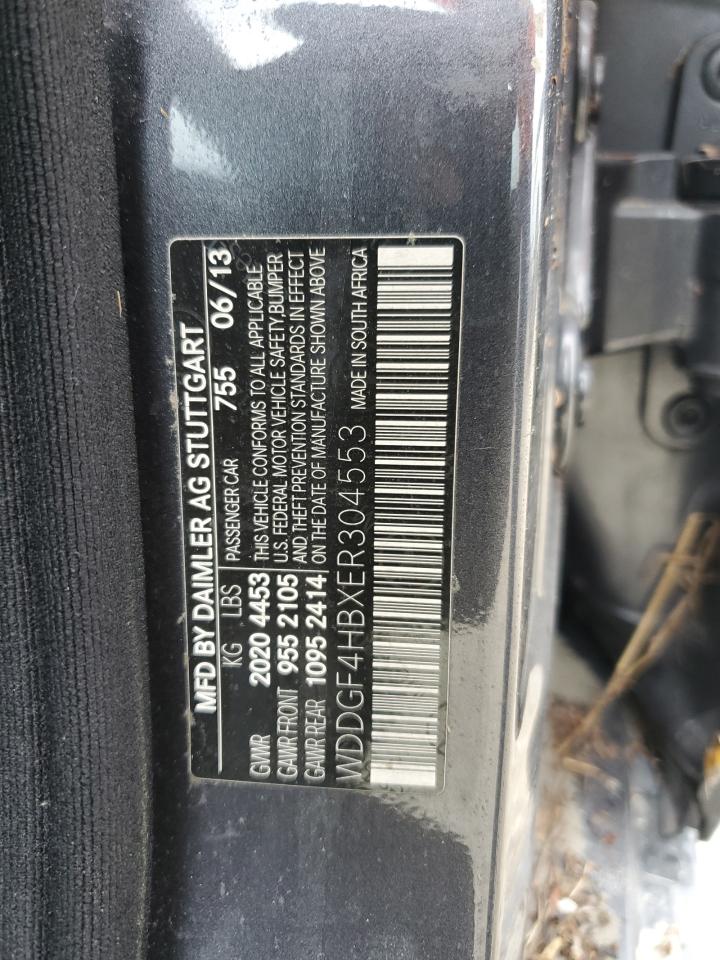 MFD BY DAIMLER AG STUTTGART
KG LBS PASSENGER CAR 755 06/13
GVWR 2020 4453 THIS VEHICLE CONFORMS TO ALL APPLICABLE
GAWR FRONT 955 2105 U.S. FEDERAL MOTOR VEHICLE SAFETY,BUMPER
GAWR REAR 1095 2414 AND THEFT PREVENTION STANDARDS IN EFFECT
ON THE DATE OF MANUFACTURE SHOWN ABOVE
WDDGF4HBXER304553 MADE IN SOUTH AFRICA